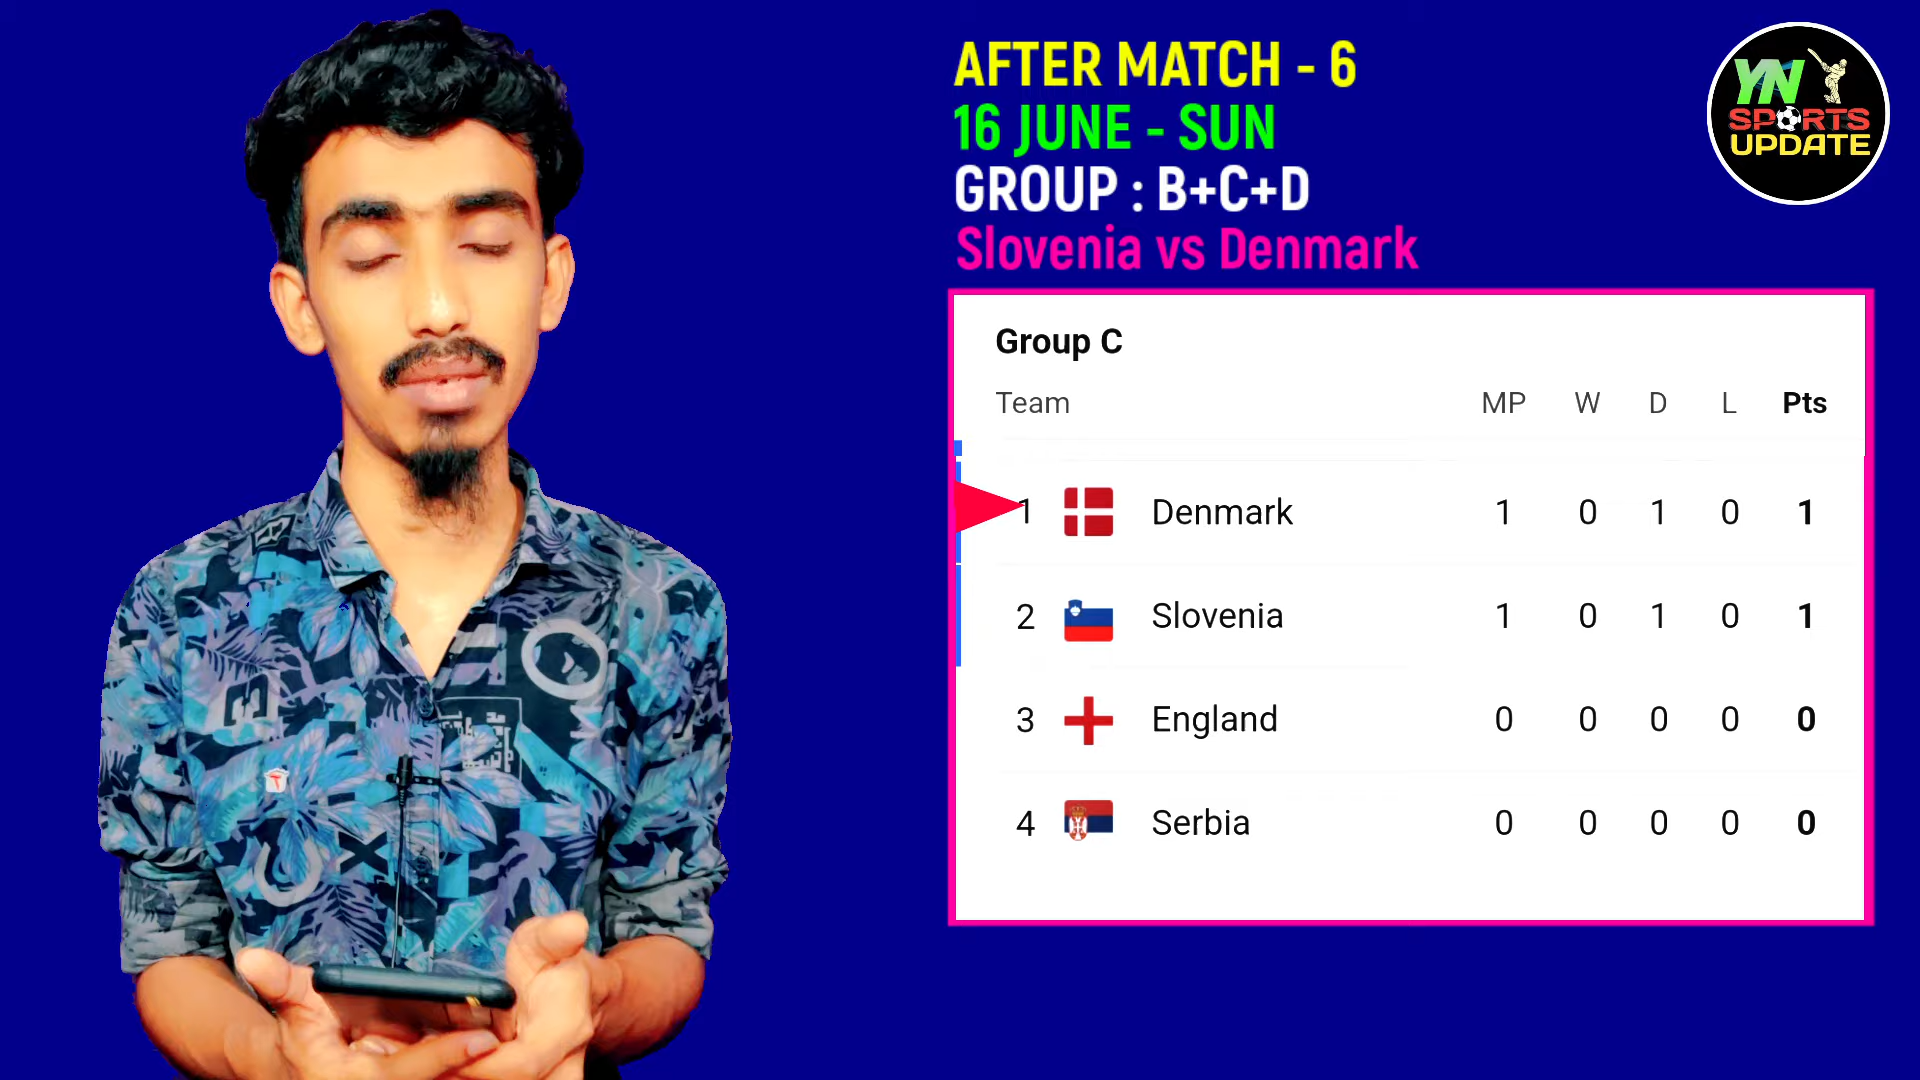 AFTER MATCH - 6
16 JUNE - SUN
GROUP : B+C+D
Slovenia vs Denmark
YN
SPORTS
UPDATE
Group C
Team MP W D L Pts
1 Denmark 1 0 1 0 1
2 Slovenia 1 0 1 0 1
3 England 0 0 0 0 0
4 Serbia 0 0 0 0 0